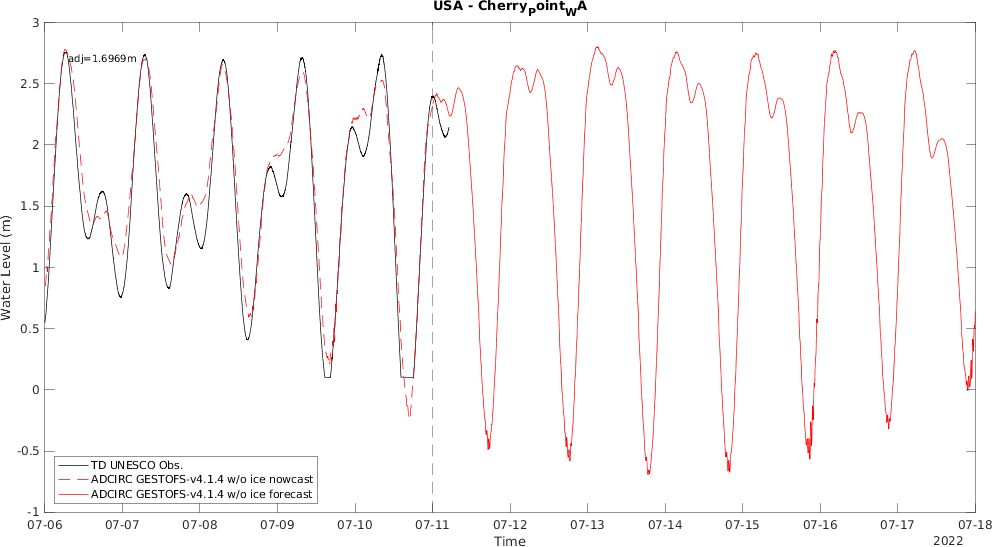 USA - CherryPointWA
adj=1.6969m
3
2.5
2
1.5
1
0.5
0
-0.5
-1
Water Level (m)
TD UNESCO Obs.
ADCIRC GESTOFS-v4.1.4 w/o ice nowcast
ADCIRC GESTOFS-v4.1.4 w/o ice forecast
07-06 07-07 07-08 07-09 07-10 07-11 07-12 07-13 07-14 07-15 07-16 07-17 07-18
Time
2022